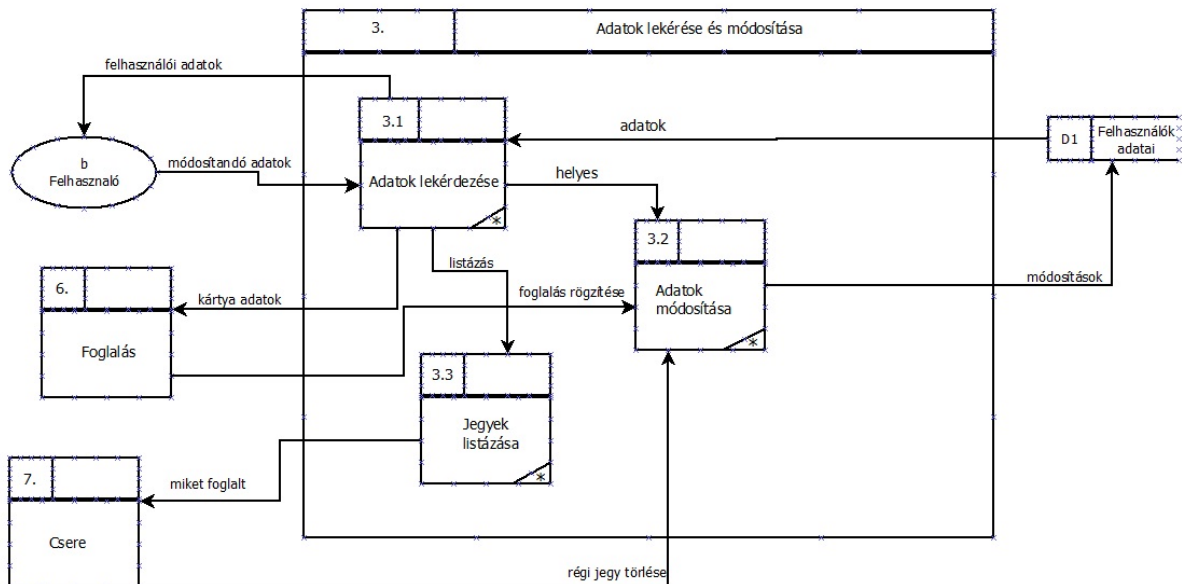 3.
Adatok lekérése és módosítása
felhasználói adatok
3.1
Adatok lekérdezése
*
adatok
D1
Felhasználók
adatai
b
Felhasznaló
módosítandó adatok
helyes
3.2
Adatok
módosítása
*
módosítások
listázás
foglalás rögzítése
6.
Foglalás
kártya adatok
3.3
Jegyek
listázása
*
7.
Csere
miket foglalt
régi jegy törlése